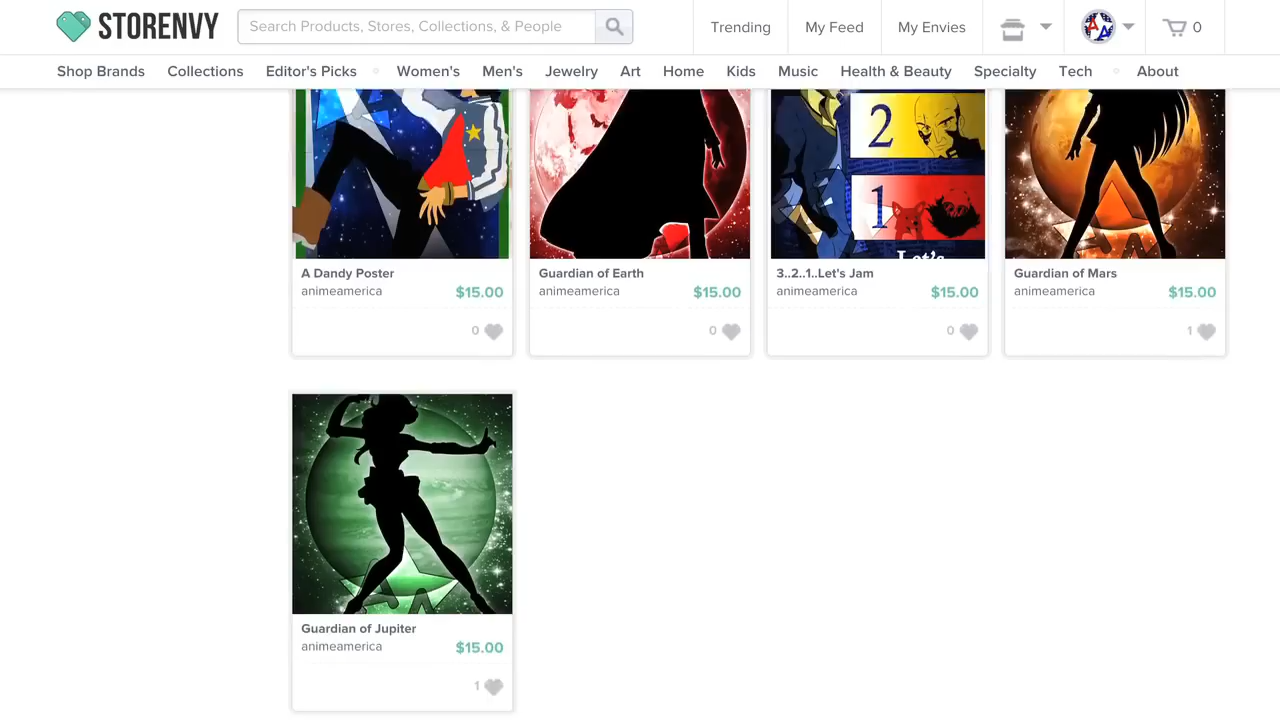 STORENVY
Search Products, Stores, Collections, & People
Trending
My Feed
My Envies
0
Shop Brands
Collections
Editor's Picks
Women's
Men's
Jewelry
Art
Home
Kids
Music
Health & Beauty
Specialty
Tech
About
2
1
Let's
A Dandy Poster
animeamerica
$15.00
0
Guardian of Earth
animeamerica
$15.00
0
3..2..1..Let's Jam
animeamerica
$15.00
0
Guardian of Mars
animeamerica
$15.00
1
Guardian of Jupiter
animeamerica
$15.00
1